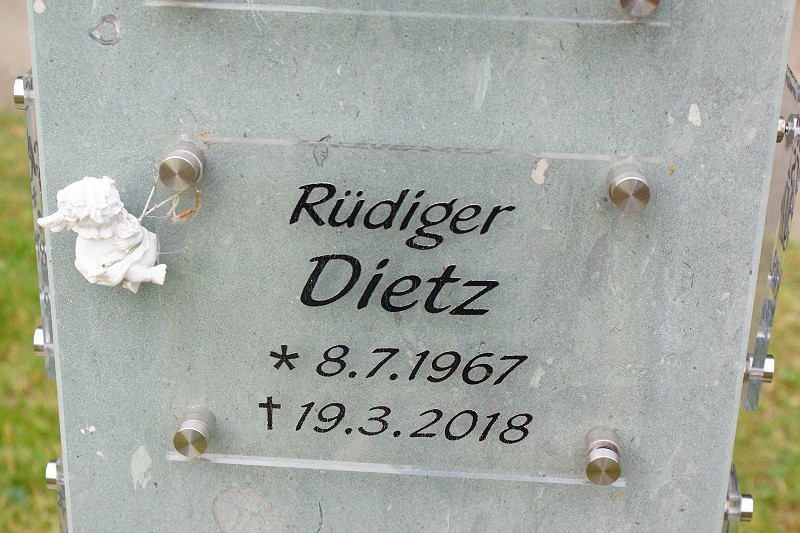 Rüdiger
Dietz
* 8.7.1967
† 19.3.2018